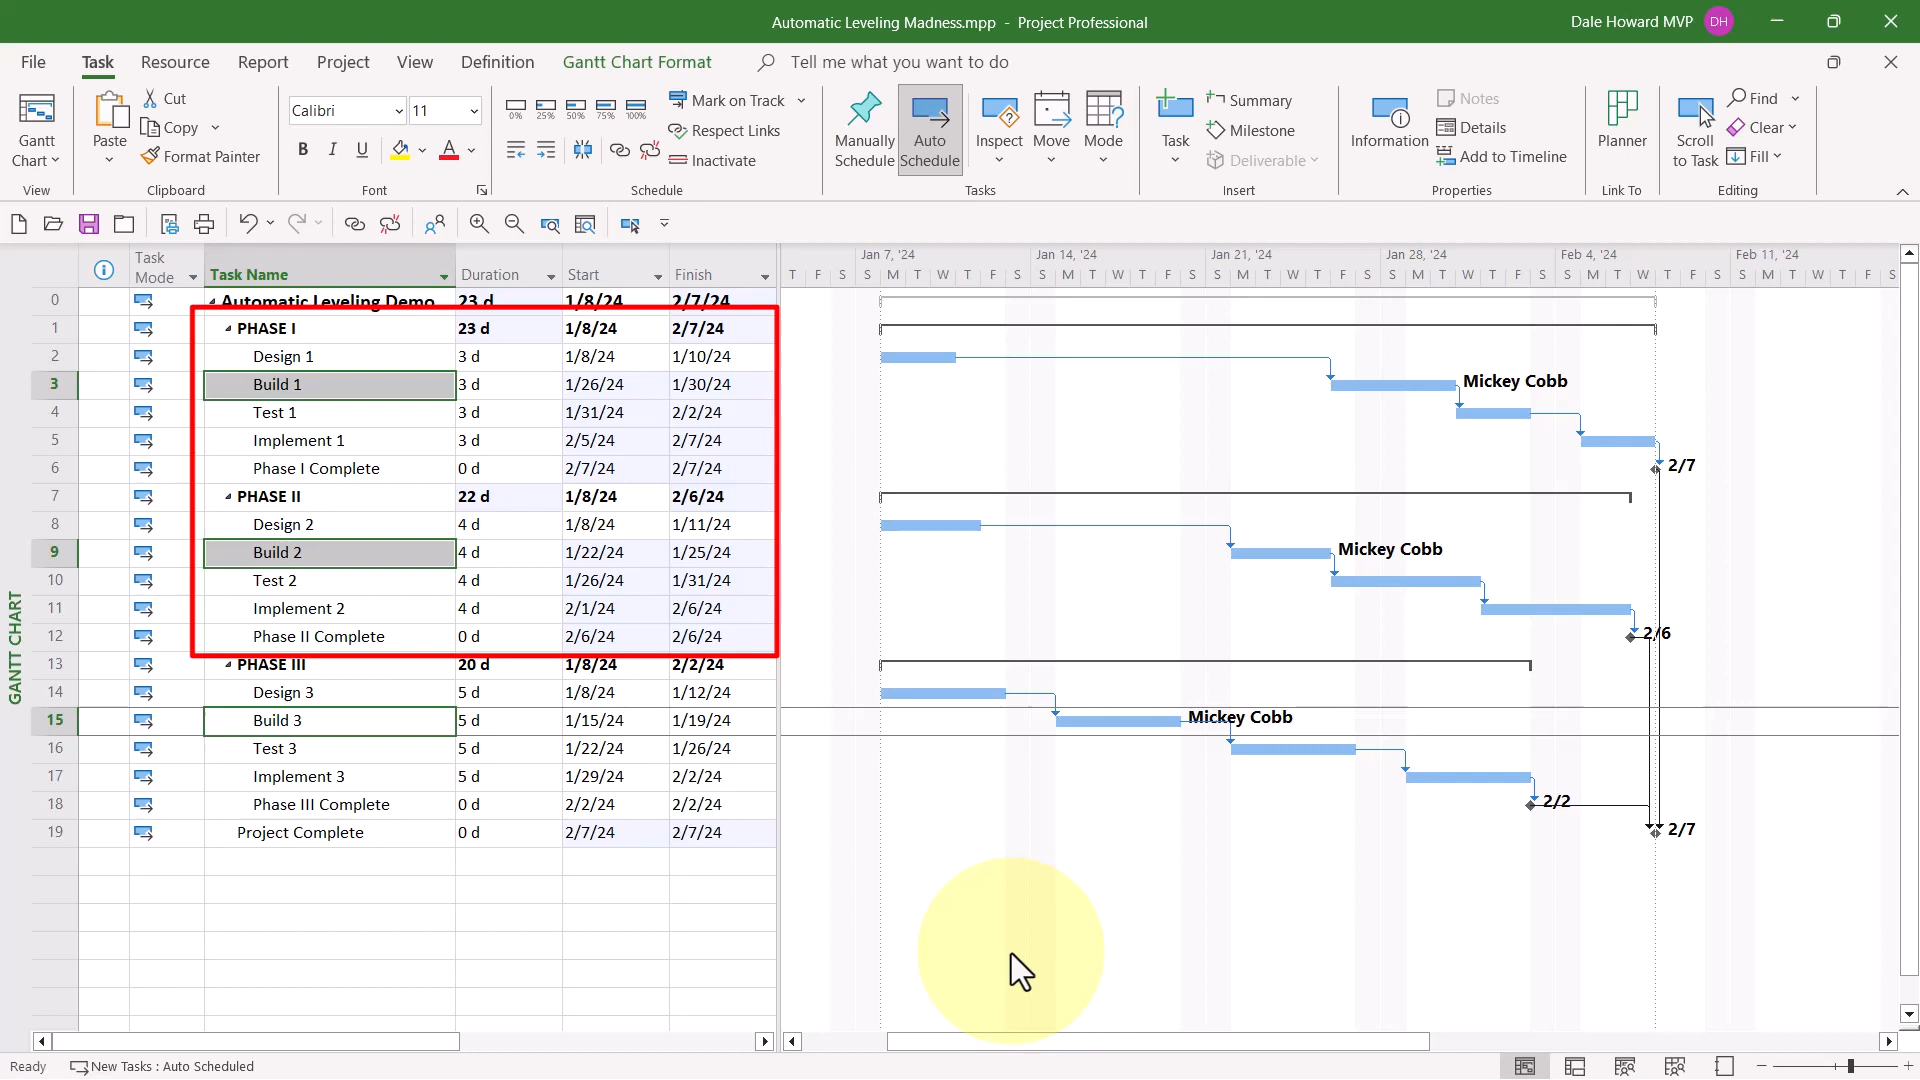 Automatic Leveling Madness.mpp - Project Professional
Dale Howard MVP DH
File Task Resource Report Project View Definition Gantt Chart Format Tell me what you want to do
Gantt Chart
View
Paste
Cut
Copy
Format Painter
Clipboard
Calibri 11
B I U A
Font
0% 25% 50% 75% 100%
Mark on Track
Respect Links
Inactivate
Schedule
Manually Schedule
Auto Schedule
Inspect
Move
Mode
Tasks
Task
Summary
Milestone
Deliverable
Insert
Information
Notes
Details
Add to Timeline
Properties
Planner
Link To
Scroll to Task
Find
Clear
Fill
Editing
Task Mode Task Name Duration Start Finish
Jan 7, '24 Jan 14, '24 Jan 21, '24 Jan 28, '24 Feb 4, '24 Feb 11, '24
T F S S M T W T F S S M T W T F S S M T W T F S S M T W T F S S M T W T F S S M T W T F S
0 Automatic Leveling Demo 23 d 1/8/24 2/7/24
1 PHASE I 23 d 1/8/24 2/7/24
2 Design 1 3 d 1/8/24 1/10/24
3 Build 1 3 d 1/26/24 1/30/24 Mickey Cobb
4 Test 1 3 d 1/31/24 2/2/24
5 Implement 1 3 d 2/5/24 2/7/24
6 Phase I Complete 0 d 2/7/24 2/7/24 2/7
7 PHASE II 22 d 1/8/24 2/6/24
8 Design 2 4 d 1/8/24 1/11/24
9 Build 2 4 d 1/22/24 1/25/24 Mickey Cobb
10 Test 2 4 d 1/26/24 1/31/24
11 Implement 2 4 d 2/1/24 2/6/24
12 Phase II Complete 0 d 2/6/24 2/6/24 2/6
13 PHASE III 20 d 1/8/24 2/2/24
14 Design 3 5 d 1/8/24 1/12/24
15 Build 3 5 d 1/15/24 1/19/24 Mickey Cobb
16 Test 3 5 d 1/22/24 1/26/24
17 Implement 3 5 d 1/29/24 2/2/24
18 Phase III Complete 0 d 2/2/24 2/2/24 2/2
19 Project Complete 0 d 2/7/24 2/7/24 2/7
GANTT CHART
Ready New Tasks : Auto Scheduled